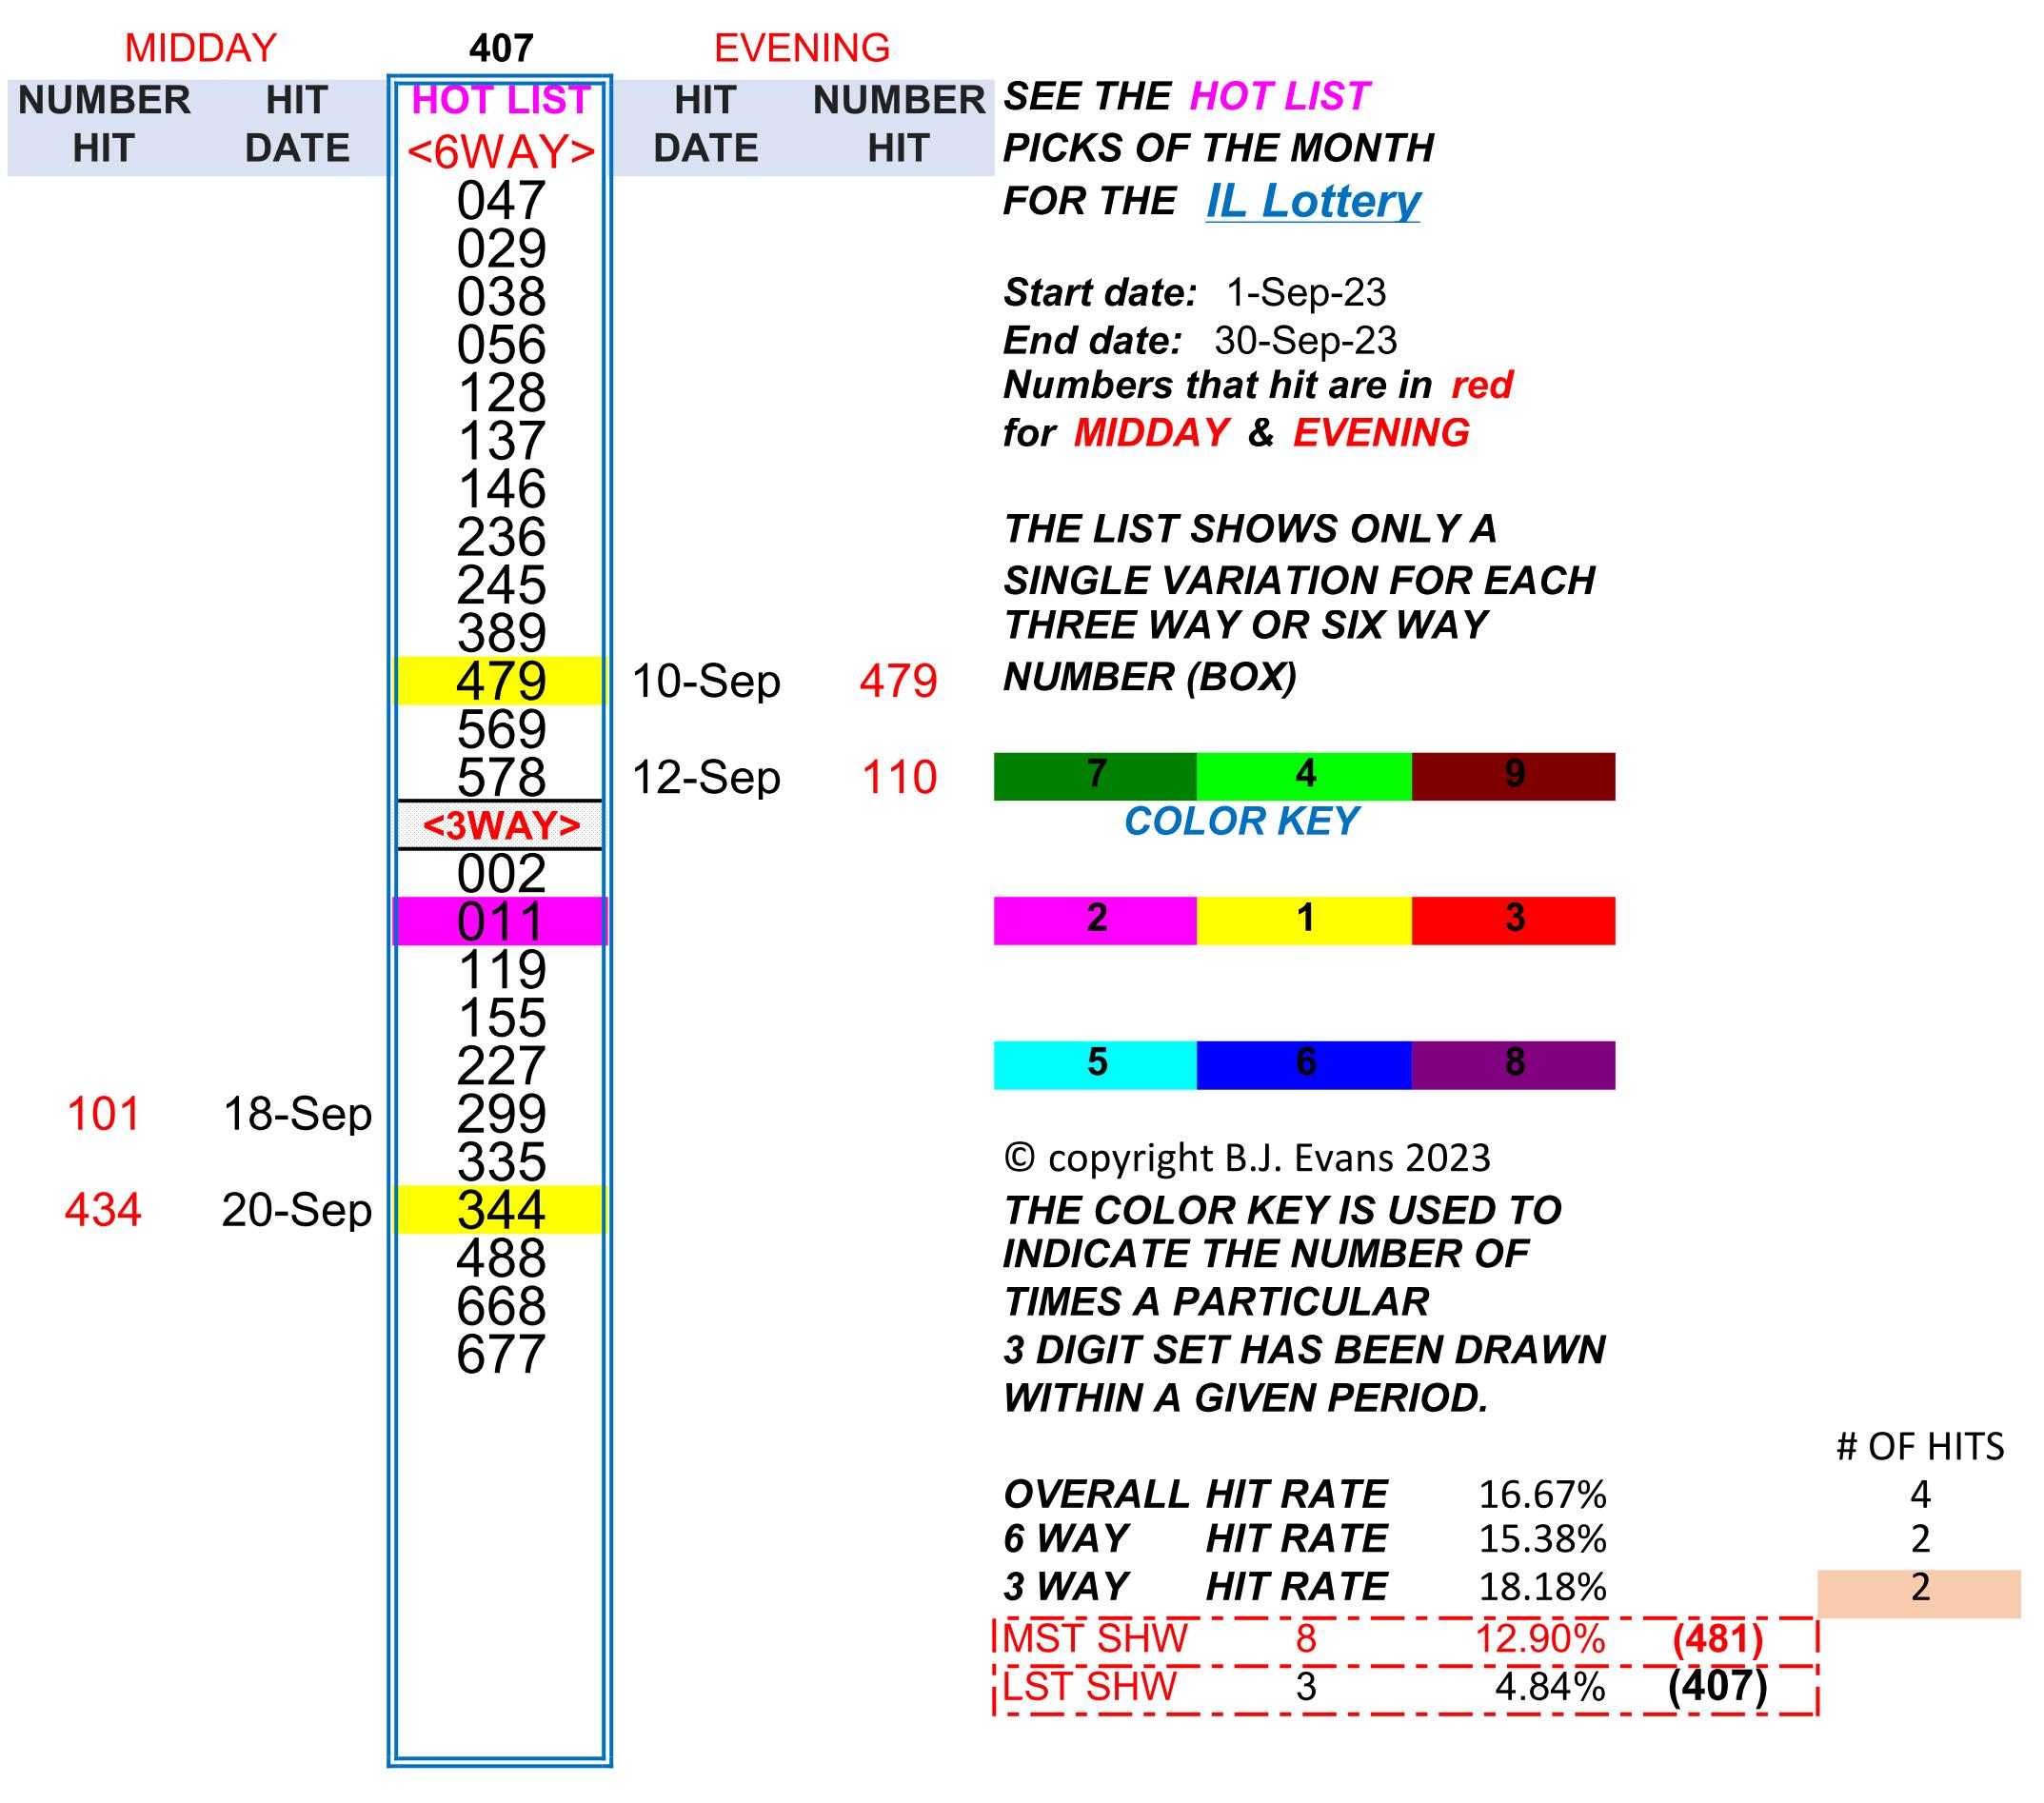 MIDDAY 407 EVENING
NUMBER HIT HOT LIST HIT NUMBER SEE THE HOT LIST
HIT DATE <6WAY> DATE HIT PICKS OF THE MONTH
047 FOR THE IL Lottery
029
038 Start date: 1-Sep-23
056 End date: 30-Sep-23
128 Numbers that hit are in red
137 for MIDDAY & EVENING
146
236 THE LIST SHOWS ONLY A
245 SINGLE VARIATION FOR EACH
389 THREE WAY OR SIX WAY
479 10-Sep 479 NUMBER (BOX)
569
578 12-Sep 110 7 4 9
<3WAY> COLOR KEY
002
011 2 1 3
119
155
227 5 6 8
101 18-Sep 299
335 © copyright B.J. Evans 2023
434 20-Sep 344 THE COLOR KEY IS USED TO
488 INDICATE THE NUMBER OF
668 TIMES A PARTICULAR
677 3 DIGIT SET HAS BEEN DRAWN
WITHIN A GIVEN PERIOD.
# OF HITS
OVERALL HIT RATE 16.67% 4
6 WAY HIT RATE 15.38% 2
3 WAY HIT RATE 18.18% 2
MST SHW 8 12.90% (481)
LST SHW 3 4.84% (407)